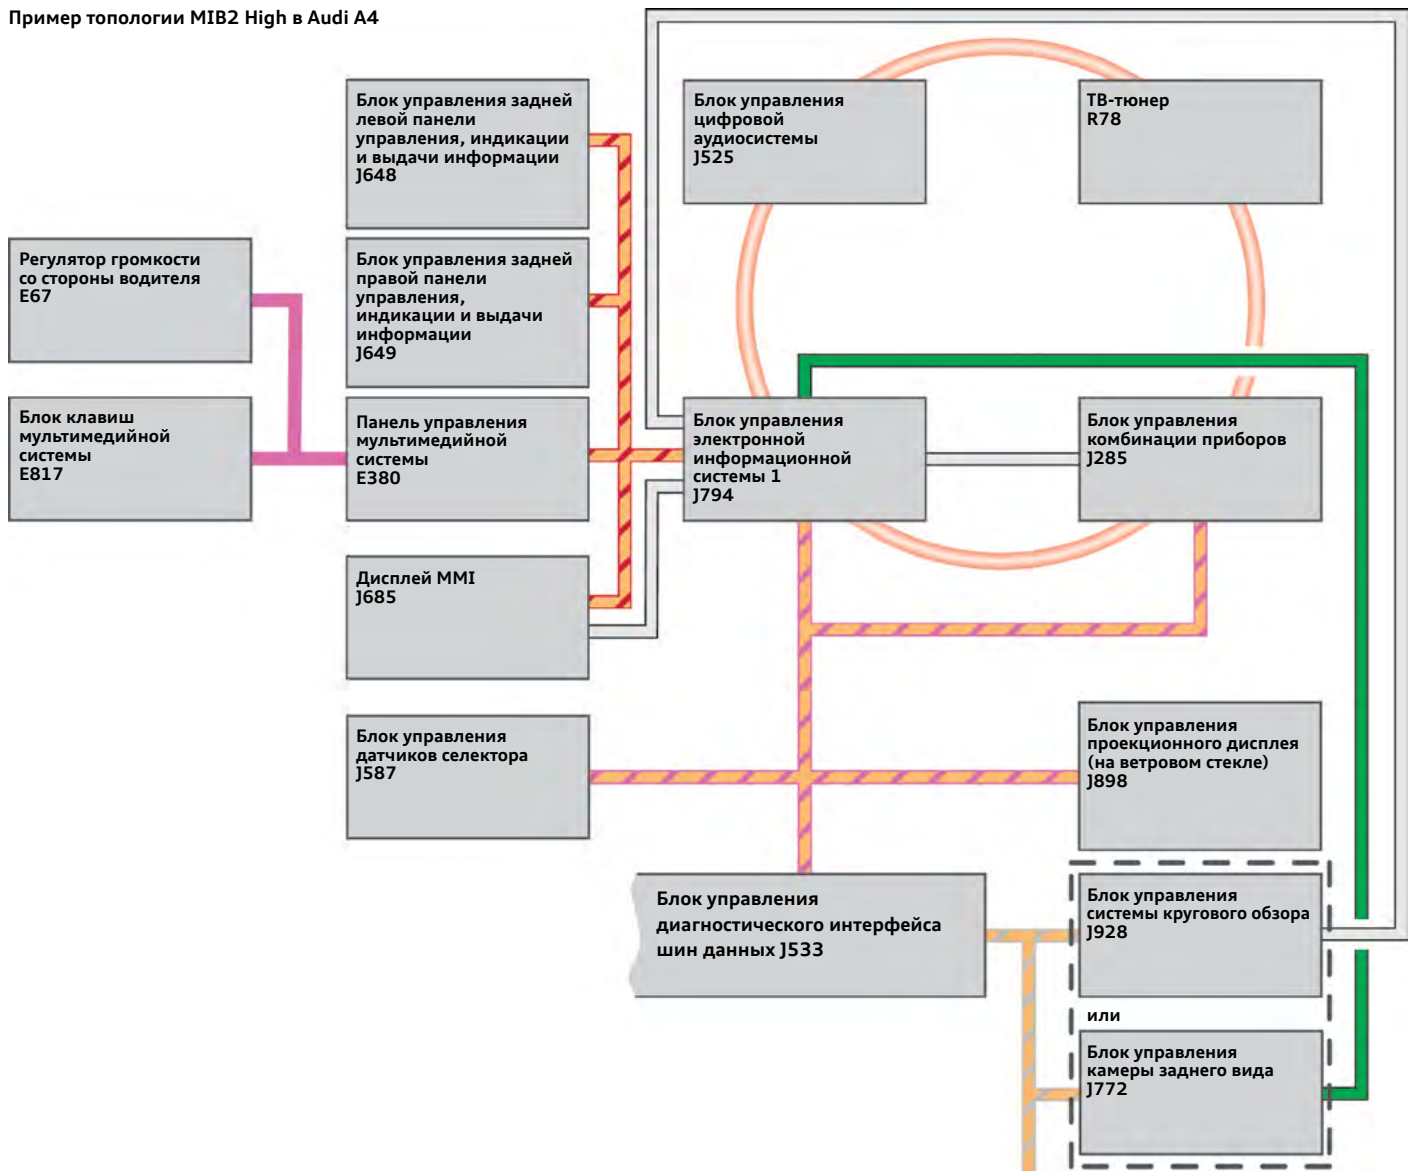 Пример топологии MIB2 High в Audi A4
Блок управления задней
левой панели
управления, индикации
и выдачи информации
J648
Блок управления
цифровой
аудиосистемы
J525
ТВ-тюнер
R78
Регулятор громкости
со стороны водителя
E67
Блок управления задней
правой панели
управления,
индикации и выдачи
информации
J649
Блок клавиш
мультимедийной
системы
E817
Панель управления
мультимедийной
системы
E380
Блок управления
электронной
информационной
системы 1
J794
Блок управления
комбинации приборов
J285
Дисплей MMI
J685
Блок управления
датчиков селектора
J587
Блок управления
проекционного дисплея
(на ветровом стекле)
J898
Блок управления
диагностического интерфейса
шин данных J533
Блок управления
системы кругового обзора
J928
или
Блок управления
камеры заднего вида
J772